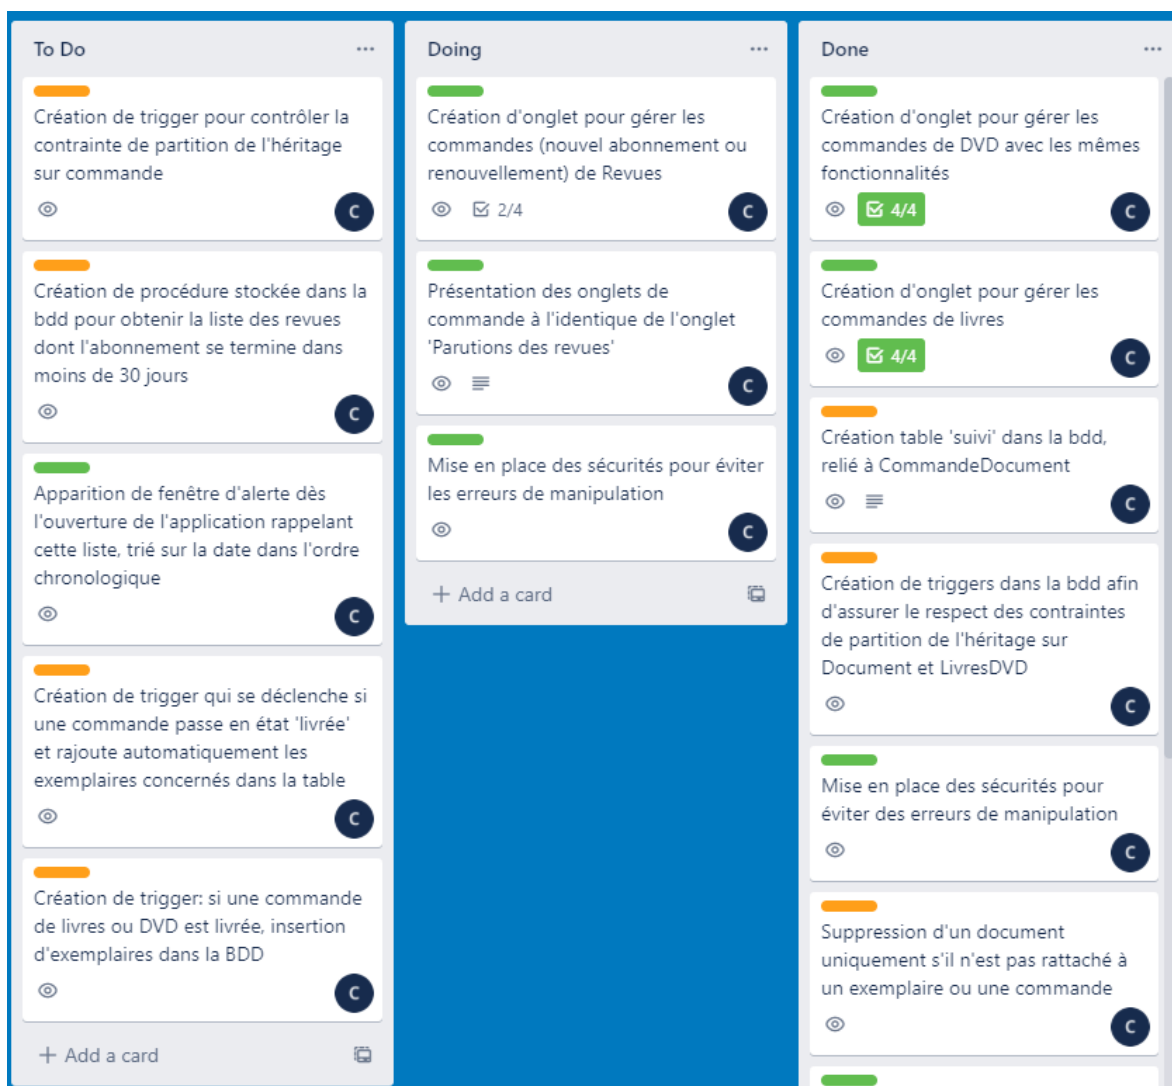 To Do
Création de trigger pour contrôler la
contrainte de partition de l'héritage
sur commande
C
Création de procédure stockée dans la
bdd pour obtenir la liste des revues
dont l'abonnement se termine dans
moins de 30 jours
C
Apparition de fenêtre d'alerte dès
l'ouverture de l'application rappelant
cette liste, trié sur la date dans l'ordre
chronologique
C
Création de trigger qui se déclenche si
une commande passe en état 'livrée'
et rajoute automatiquement les
exemplaires concernés dans la table
C
Création de trigger: si une commande
de livres ou DVD est livrée, insertion
d'exemplaires dans la BDD
C
+ Add a card
Doing
Création d'onglet pour gérer les
commandes (nouvel abonnement ou
renouvellement) de Revues
2/4
C
Présentation des onglets de
commande à l'identique de l'onglet
'Parutions des revues'
C
Mise en place des sécurités pour éviter
les erreurs de manipulation
C
+ Add a card
Done
Création d'onglet pour gérer les
commandes de DVD avec les mêmes
fonctionnalités
4/4
C
Création d'onglet pour gérer les
commandes de livres
4/4
C
Création table 'suivi' dans la bdd,
relié à CommandeDocument
C
Création de triggers dans la bdd afin
d'assurer le respect des contraintes
de partition de l'héritage sur
Document et LivresDVD
C
Mise en place des sécurités pour
éviter des erreurs de manipulation
C
Suppression d'un document
uniquement s'il n'est pas rattaché à
un exemplaire ou une commande
C